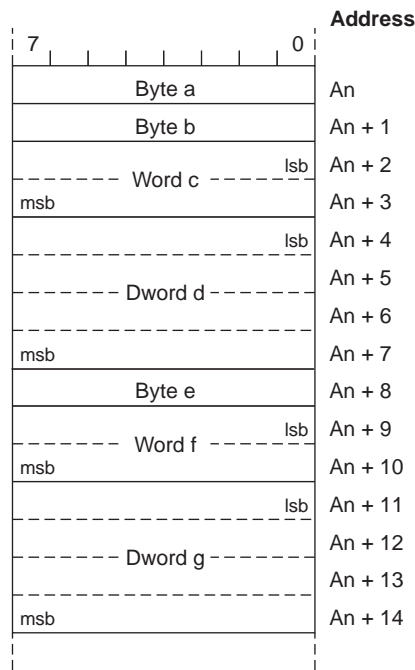 Address
7 0
Byte a An
Byte b An + 1
lsb An + 2
Word c
msb An + 3
lsb An + 4
An + 5
Dword d
An + 6
msb An + 7
Byte e An + 8
lsb An + 9
Word f
msb An + 10
lsb An + 11
An + 12
Dword g
An + 13
msb An + 14